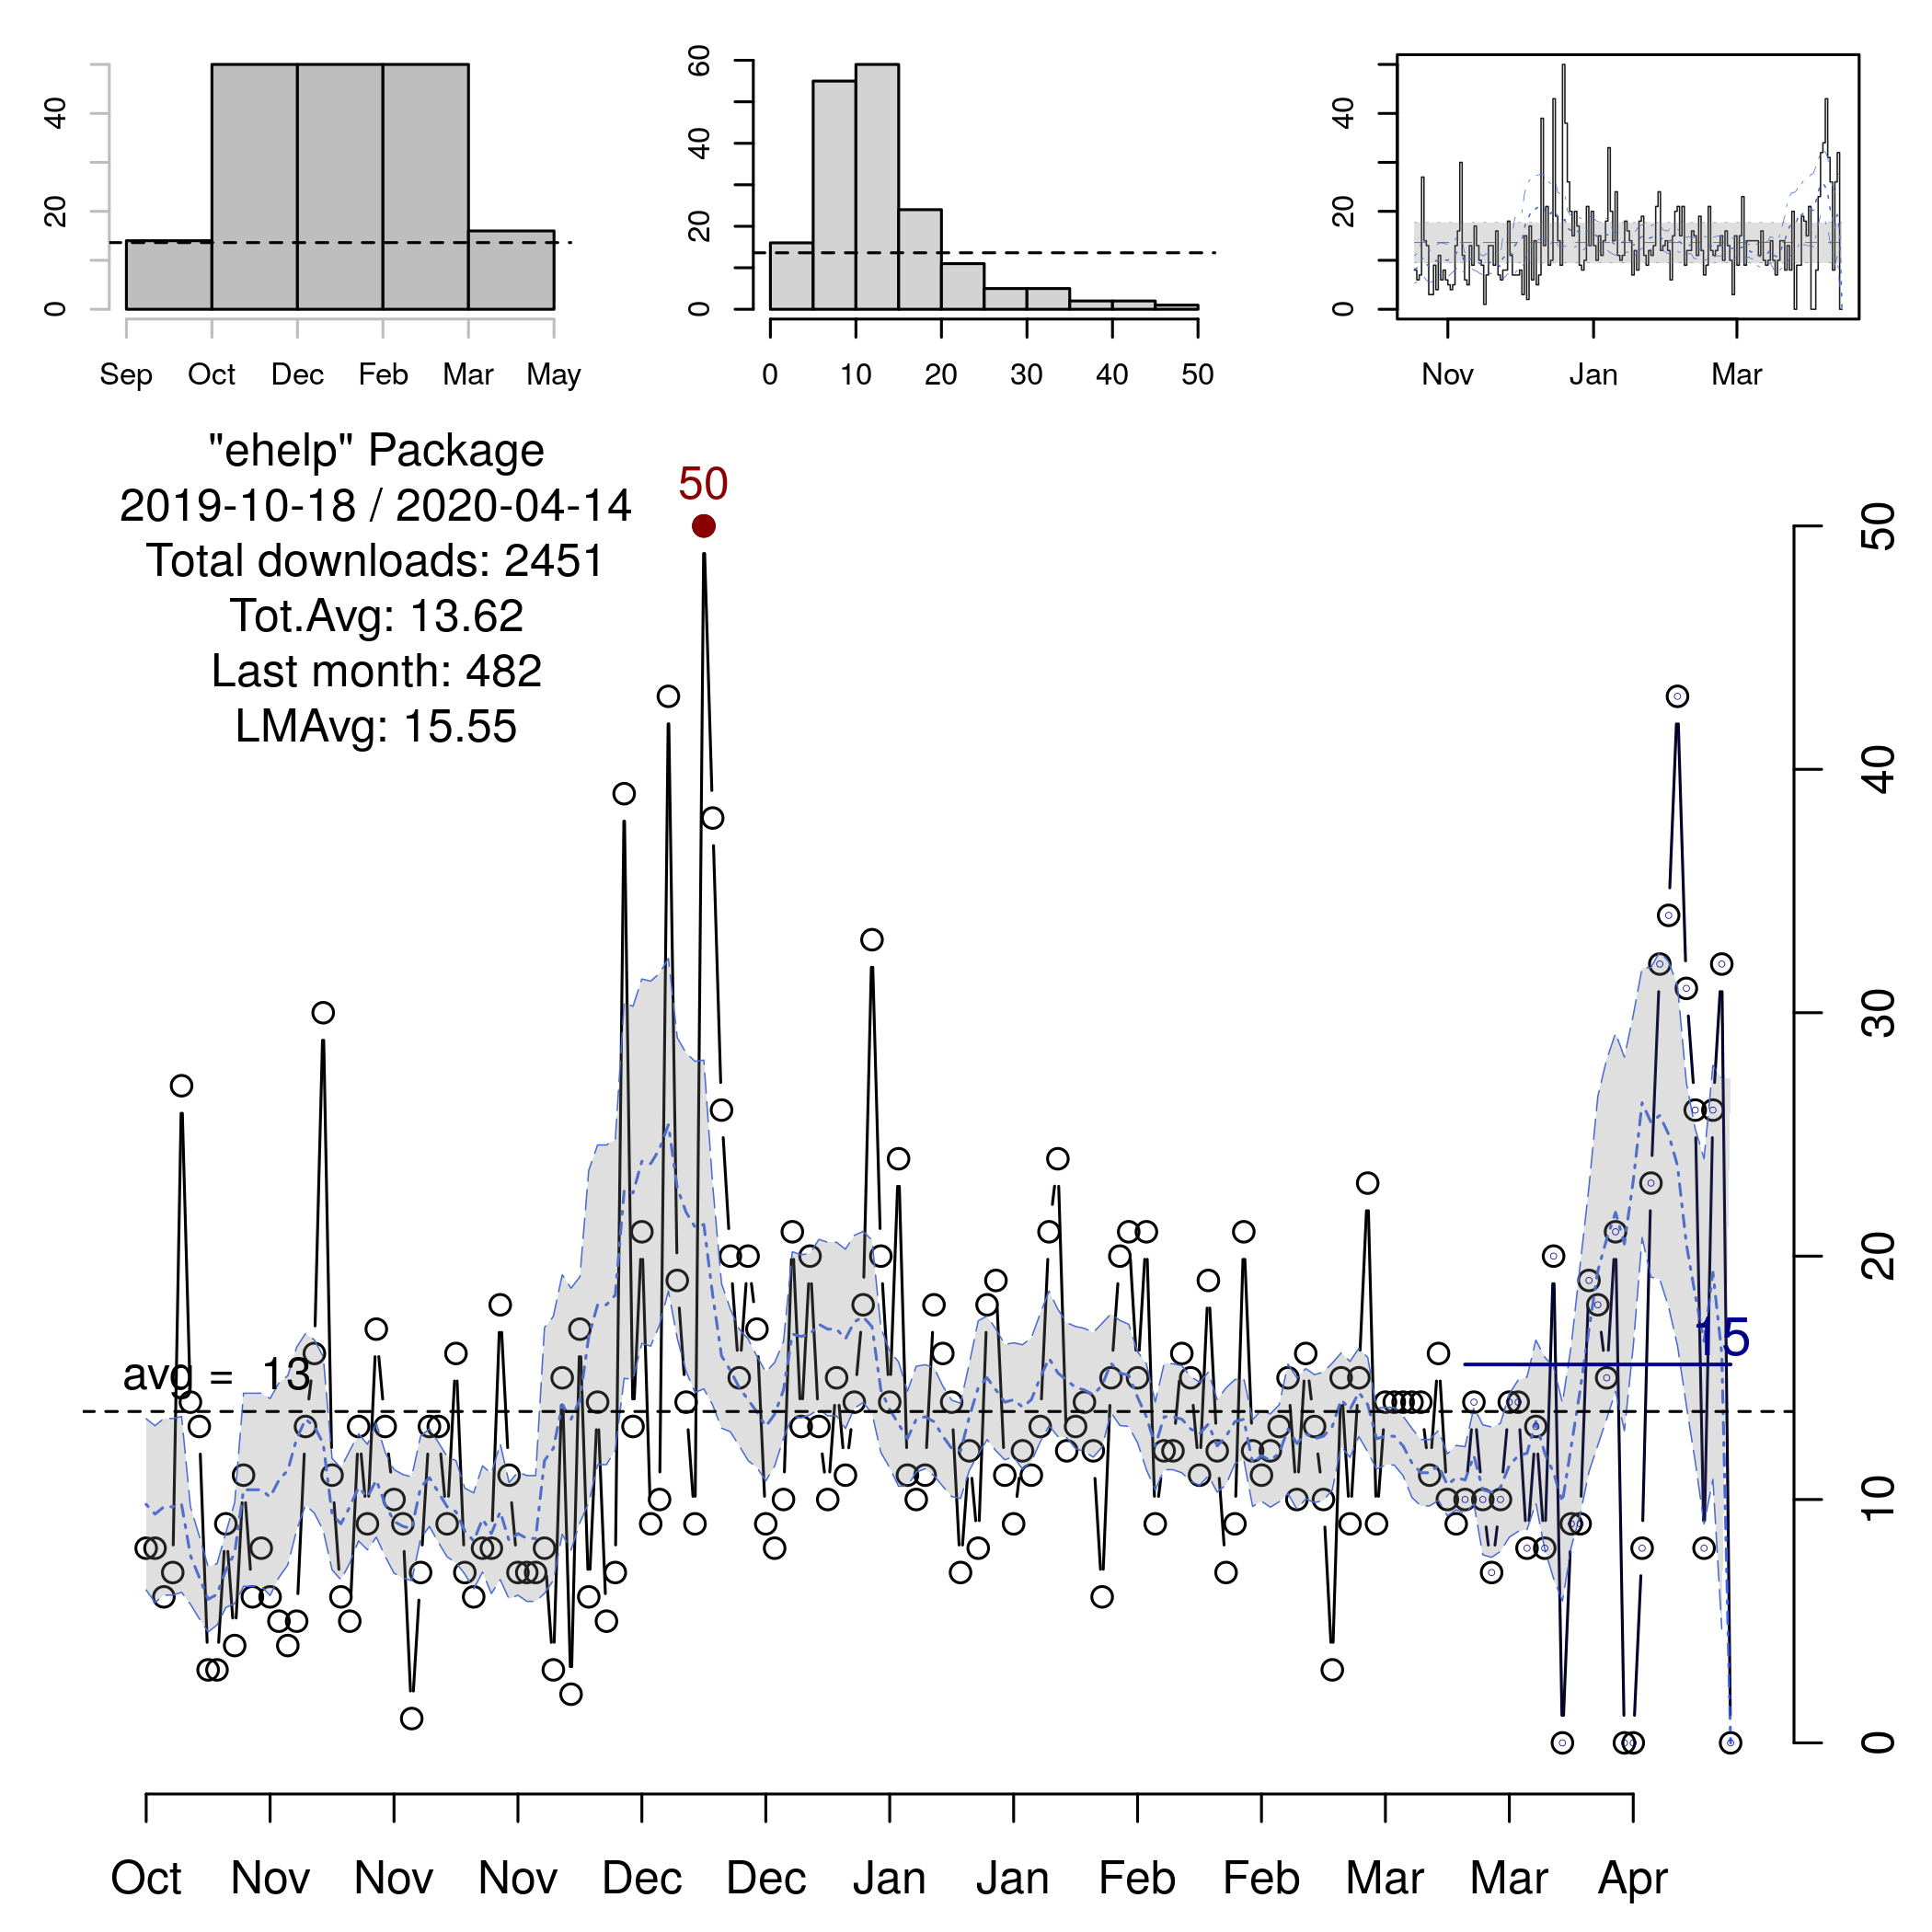 0 20 40
Sep Oct Dec Feb Mar May
0 20 40 60
0 10 20 30 40 50
0 20 40
Nov Jan Mar
"ehelp" Package
2019-10-18 / 2020-04-14
Total downloads: 2451
Tot.Avg: 13.62
Last month: 482
LMAvg: 15.55
50
avg = 13
15
0 10 20 30 40 50
Oct Nov Nov Nov Dec Dec Jan Jan Feb Feb Mar Mar Apr